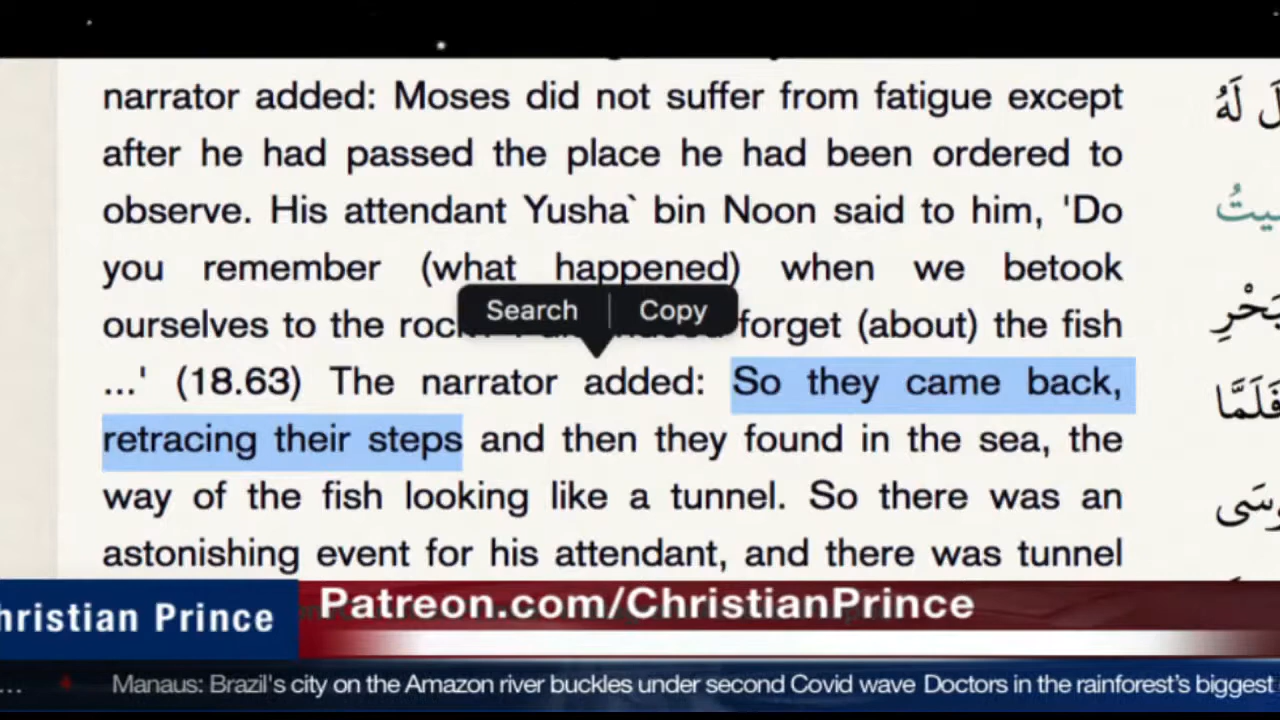 narrator added: Moses did not suffer from fatigue except
after he had passed the place he had been ordered to
observe. His attendant Yusha` bin Noon said to him, 'Do
you remember (what happened) when we betook
Search Copy
ourselves to the forget (about) the fish
...' (18.63) The narrator added: So they came back,
retracing their steps and then they found in the sea, the
way of the fish looking like a tunnel. So there was an
astonishing event for his attendant, and there was tunnel
لَ لَهُ
فَلَمَّا
hristian Prince
Patreon.com/ChristianPrince
... Manaus: Brazil's city on the Amazon river buckles under second Covid wave Doctors in the rainforest's biggest